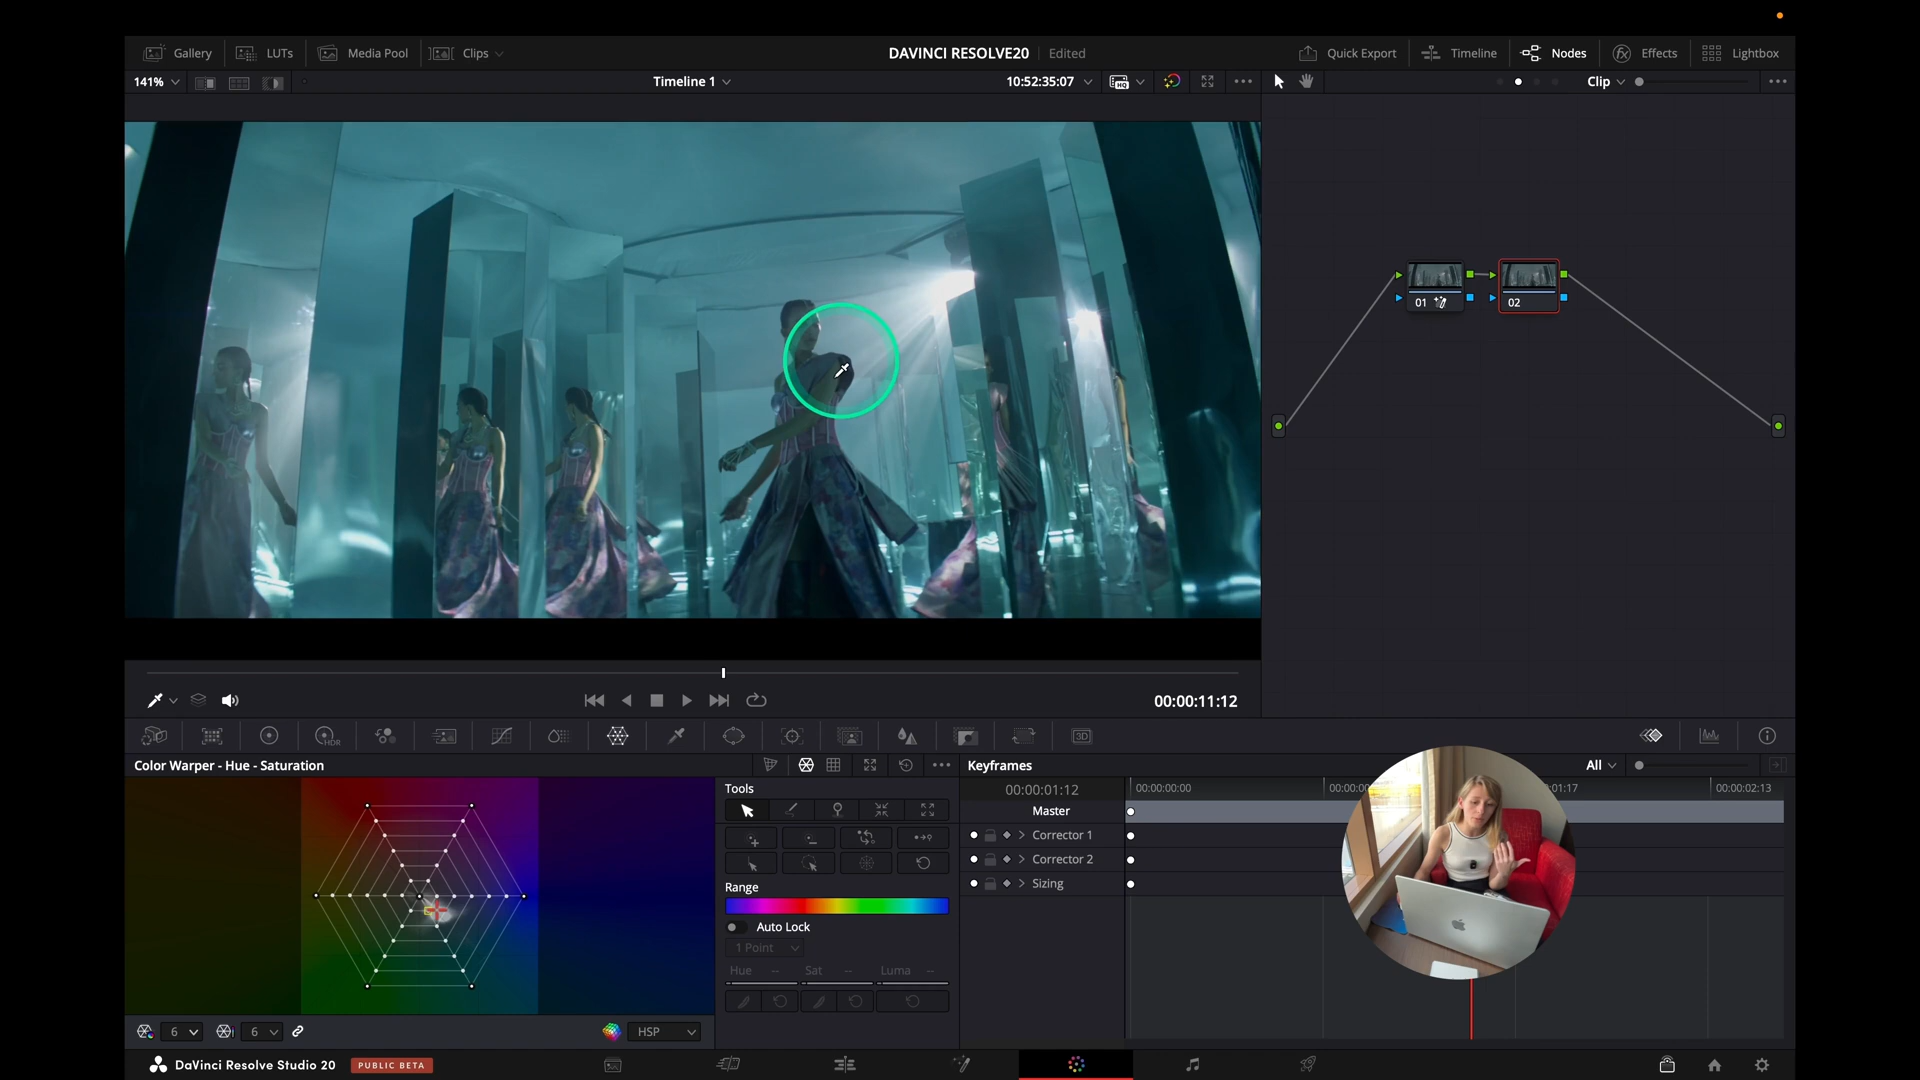 Gallery LUTs Media Pool Clips DAVINCI RESOLVE20 Edited Quick Export Timeline Nodes Effects Lightbox
141% Timeline 1 10:52:35:07 HQ Clip
01 02
00:00:11:12
HDR 3D
Color Warper - Hue - Saturation Keyframes All
Tools 00:00:01:12 00:00:00:00 00:00:02:13
Master
Corrector 1
Corrector 2
Range Sizing
Auto Lock
1 Point
Hue -- Sat -- Luma --
6 6 HSP
DaVinci Resolve Studio 20 PUBLIC BETA